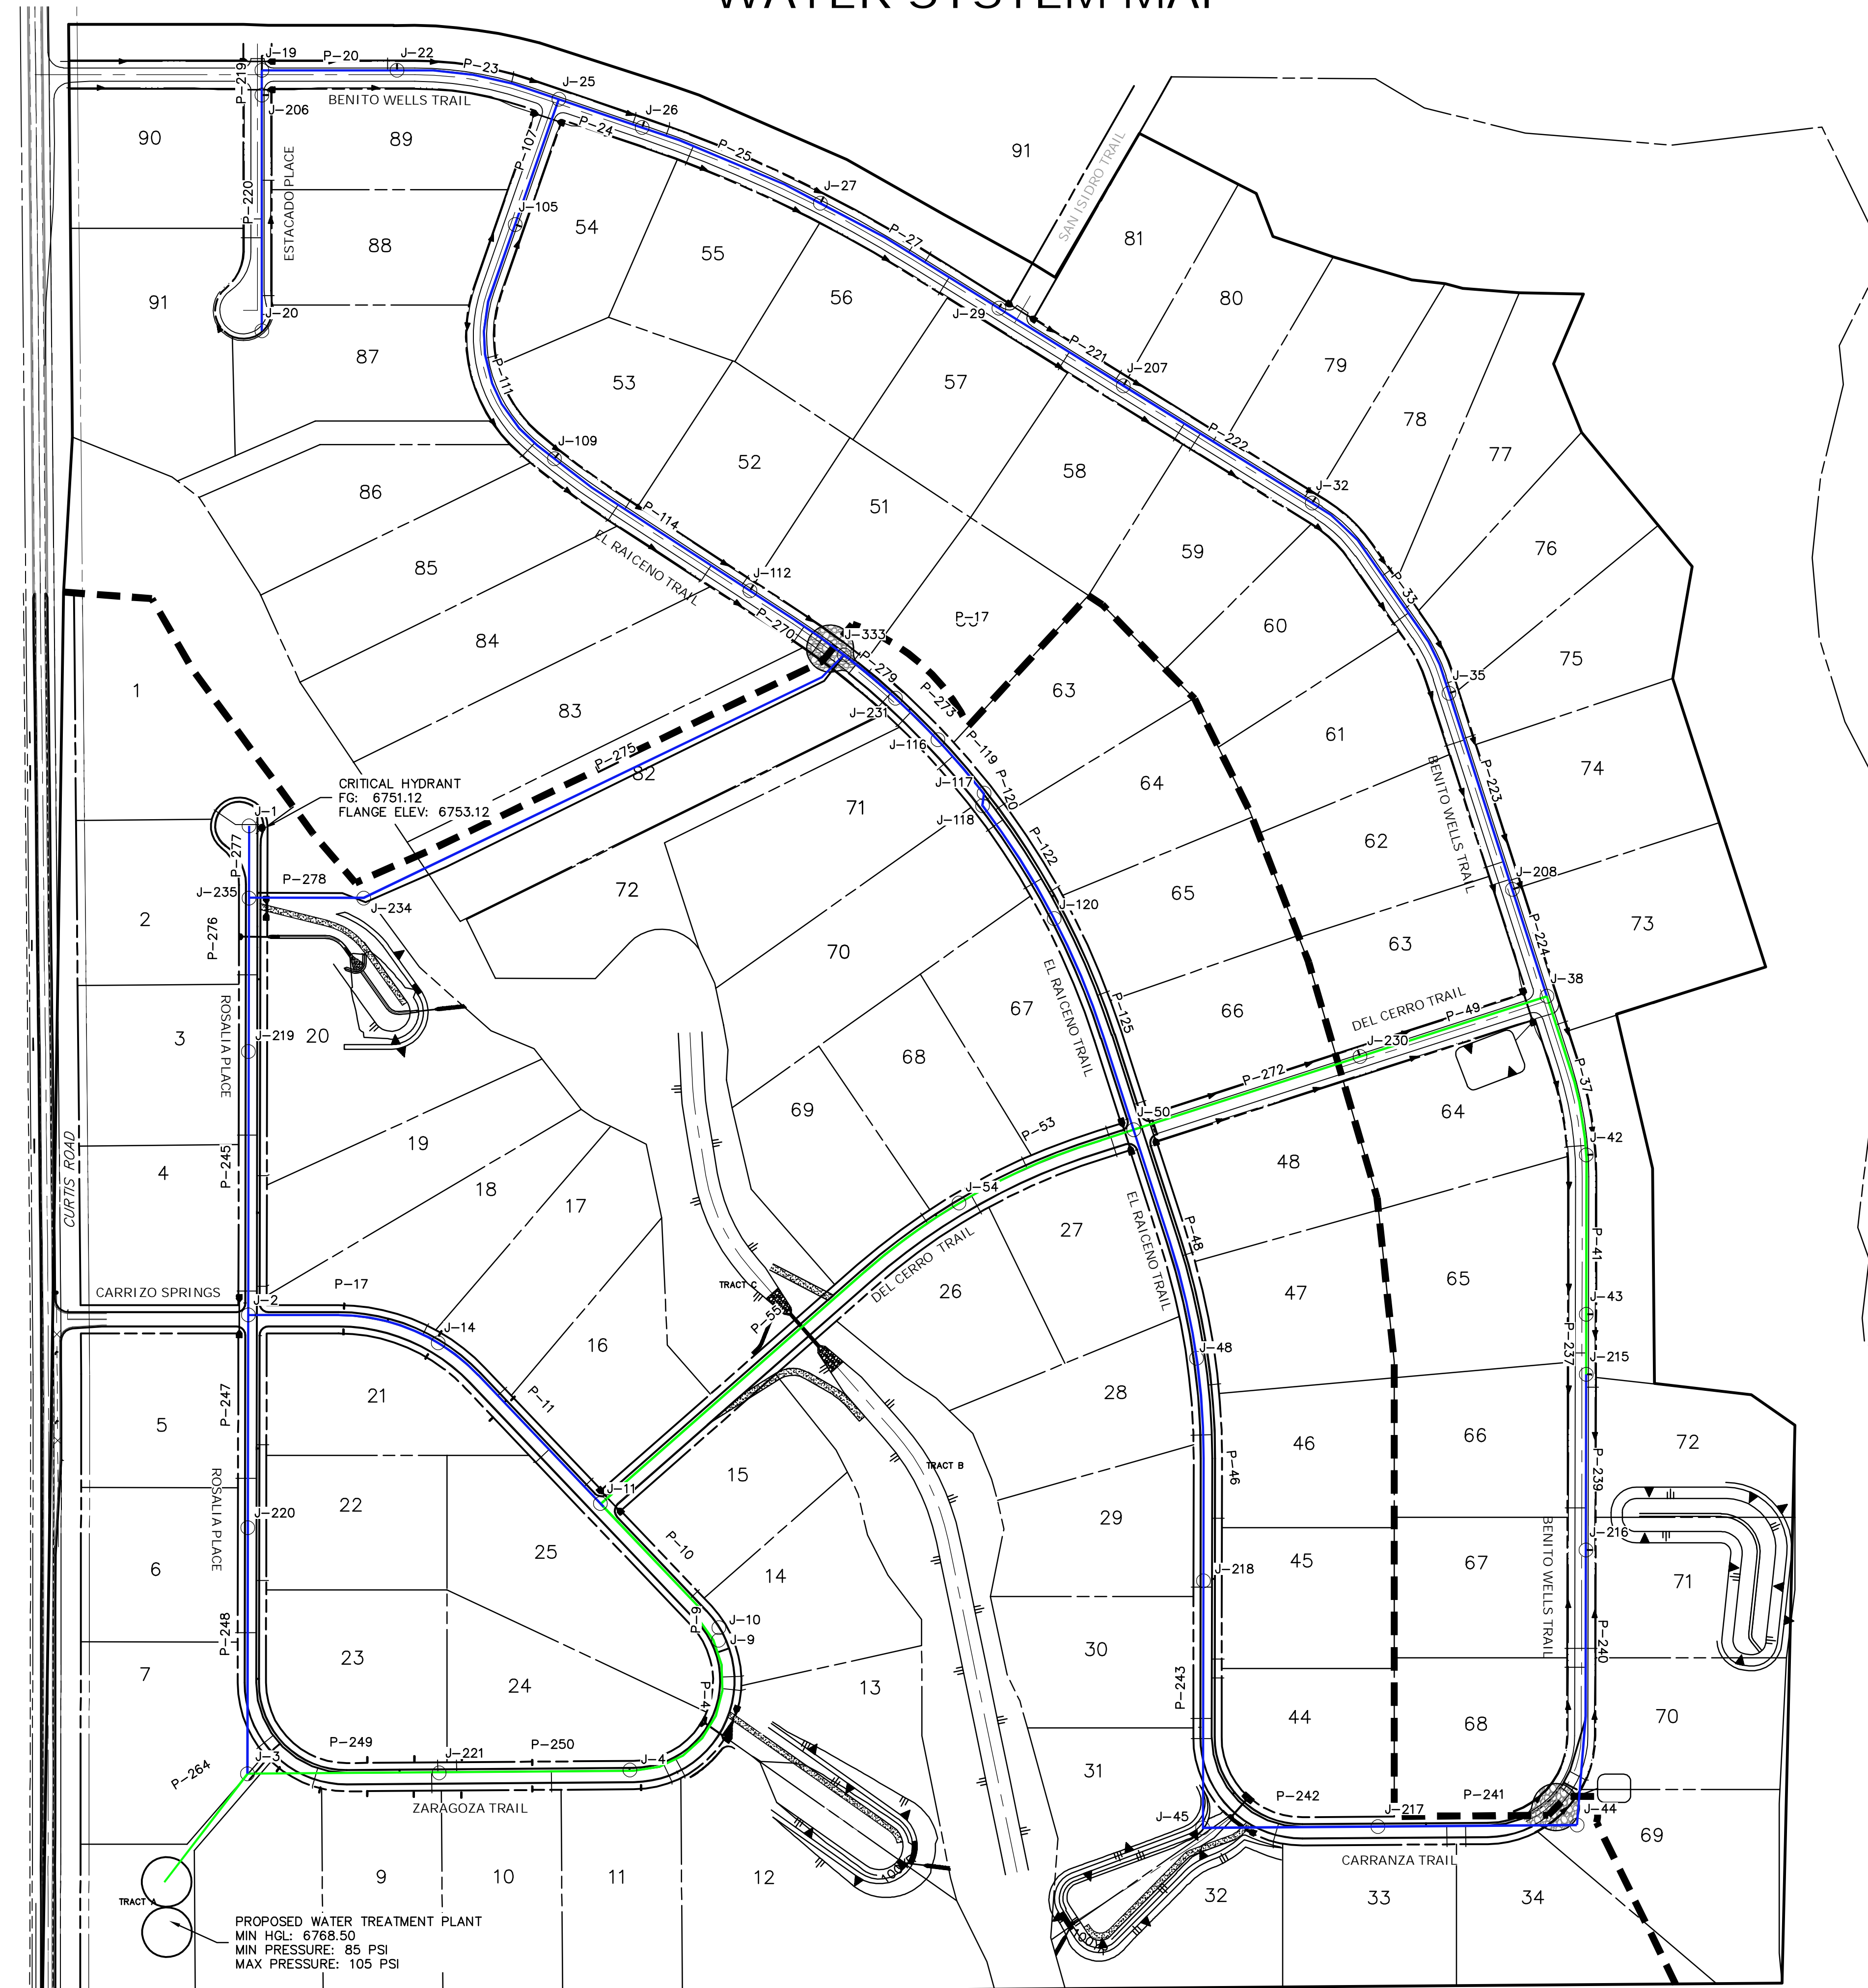 WATER SYSTEM MAP
J-19
P-20
J-22
P-23
J-25
J-26
P-24
P-25
J-27
P-27
J-29
P-219
J-206
BENITO WELLS TRAIL
90
89
P-107
P-220
ESTACADO PLACE
J-105
54
55
56
57
91
SAN ISIDRO TRAIL
81
80
79
78
77
76
75
74
73
88
91
J-20
87
P-111
53
52
51
58
59
60
P-221
J-207
P-222
J-32
P-33
J-35
J-109
86
85
84
83
P-114
EL RAICENO TRAIL
J-112
P-270
J-333
P-279
J-231
P-273
J-116
P-17
P-119
J-117
P-120
J-118
P-122
J-120
63
64
61
62
65
63
66
BENITO WELLS TRAIL
P-223
J-208
P-224
J-38
1
CRITICAL HYDRANT
FG: 6751.12
FLANGE ELEV: 6753.12
P-275
82
71
72
70
67
68
69
J-1
P-277
P-278
J-235
J-234
P-276
2
3
4
ROSALIA PLACE
J-219
20
19
18
17
16
P-245
CURTIS ROAD
CARRIZO SPRINGS
J-2
P-17
J-14
P-11
EL RAICENO TRAIL
P-125
DEL CERRO TRAIL
P-49
J-230
P-272
J-50
P-53
J-54
64
48
P-37
J-42
P-41
J-43
J-215
P-237
27
26
DEL CERRO TRAIL
EL RAICENO TRAIL
P-48
J-48
47
65
TRACT C
P-55
28
46
66
72
P-247
21
5
22
J-11
15
TRACT B
P-46
P-239
ROSALIA PLACE
J-220
6
25
P-10
14
29
45
67
BENITO WELLS TRAIL
J-216
71
J-218
P-248
P-9
J-10
J-9
30
7
23
24
P-4
13
P-243
44
68
P-240
70
P-264
J-3
P-249
J-221
P-250
J-4
31
J-45
P-242
J-217
P-241
J-44
69
ZARAGOZA TRAIL
CARRANZA TRAIL
9
10
11
12
32
33
34
TRACT A
PROPOSED WATER TREATMENT PLANT
MIN HGL: 6768.50
MIN PRESSURE: 85 PSI
MAX PRESSURE: 105 PSI